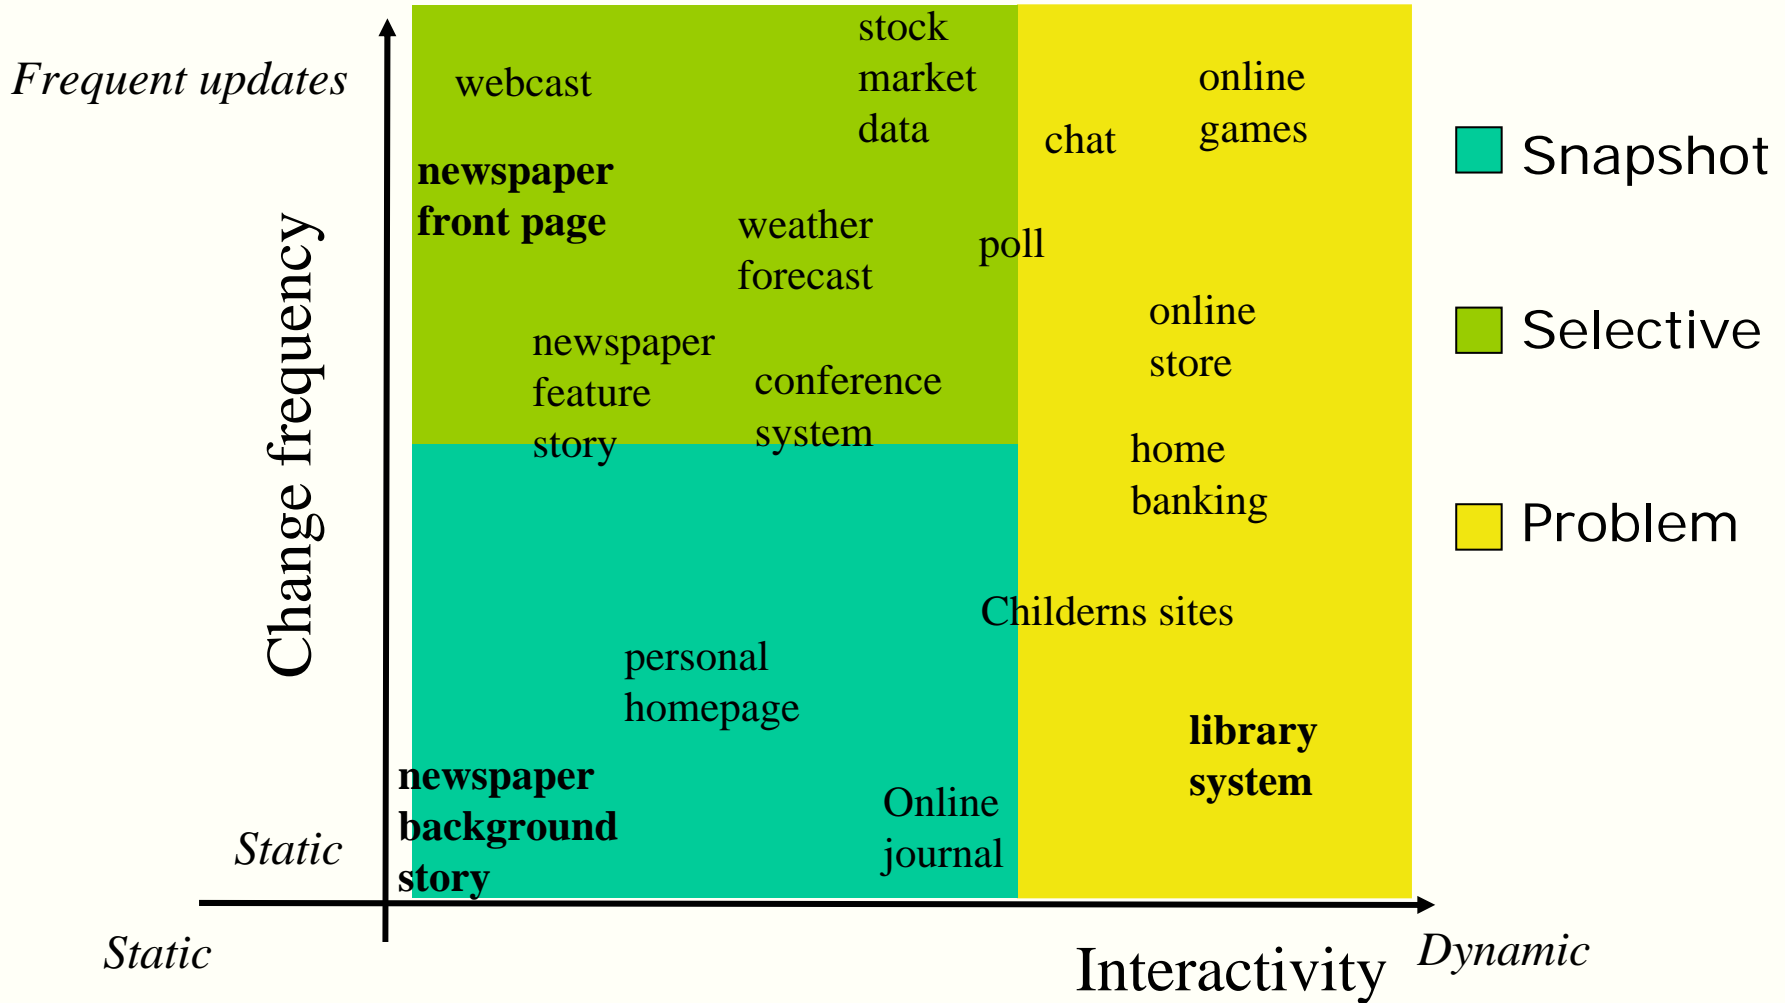 Frequent updates
Change frequency
Static
Static
webcast
stock
market
data
newspaper
front page
weather
forecast
newspaper
feature
story
conference
system
poll
chat
online
games
online
store
home
banking
Childerns sites
personal
homepage
newspaper
background
story
Online
journal
library
system
Interactivity
Dynamic
Snapshot
Selective
Problem